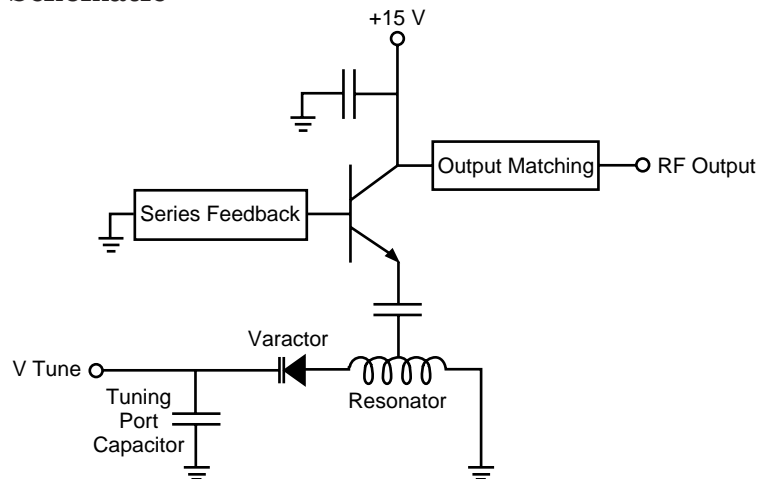 +15 V
Output Matching
RF Output
Series Feedback
Varactor
V Tune
Resonator
Tuning
Port
Capacitor